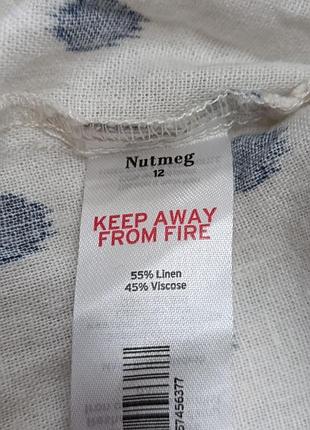 Nutmeg
12
KEEP AWAY
FROM FIRE
55% Linen
45% Viscose
57456377